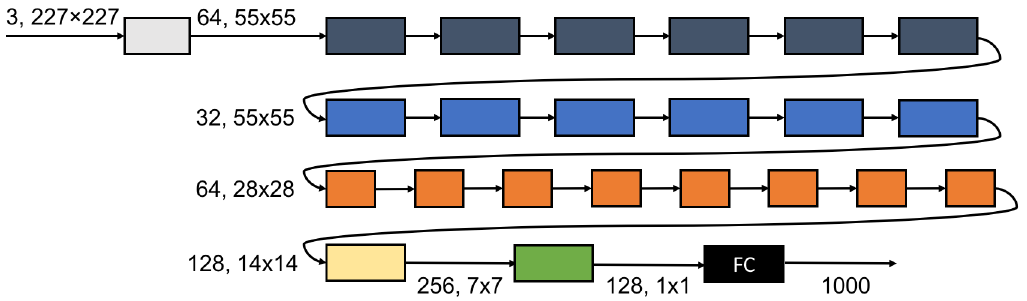 3, 227×227
64, 55x55
32, 55x55
64, 28x28
128, 14x14
256, 7x7
128, 1x1
FC
1000